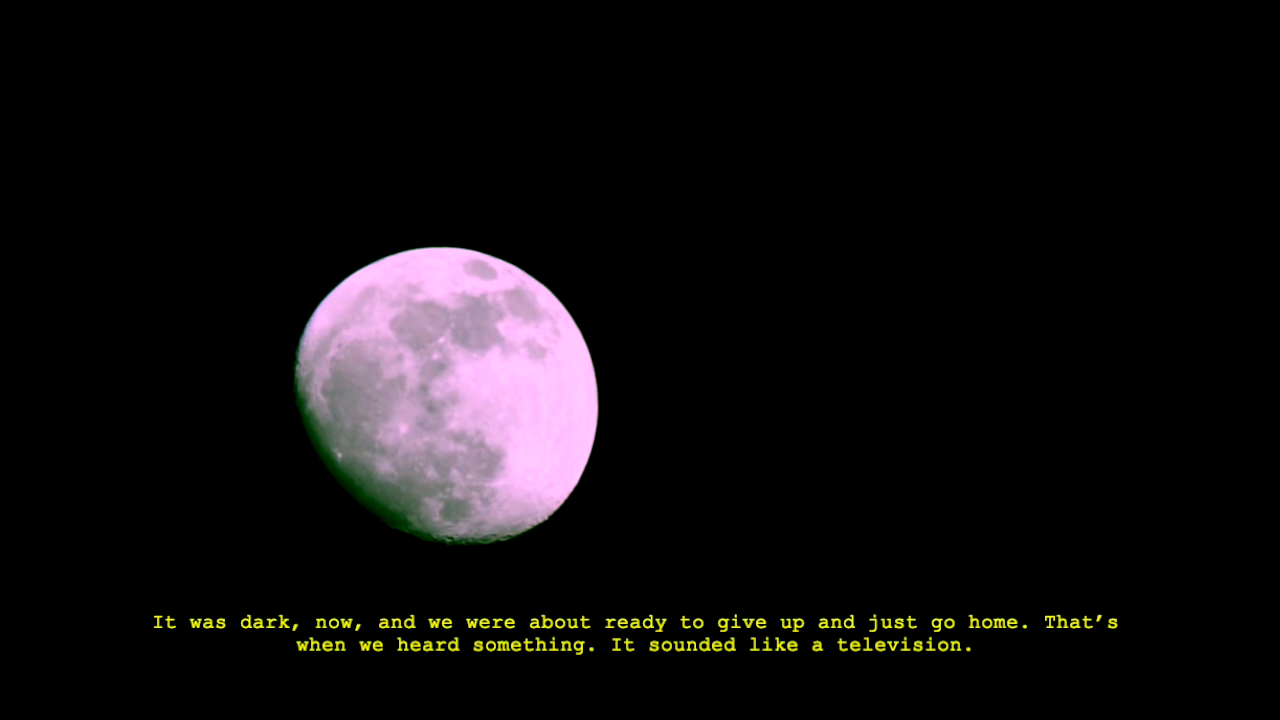 It was dark, now, and we were about ready to give up and just go home. That’s
when we heard something. It sounded like a television.